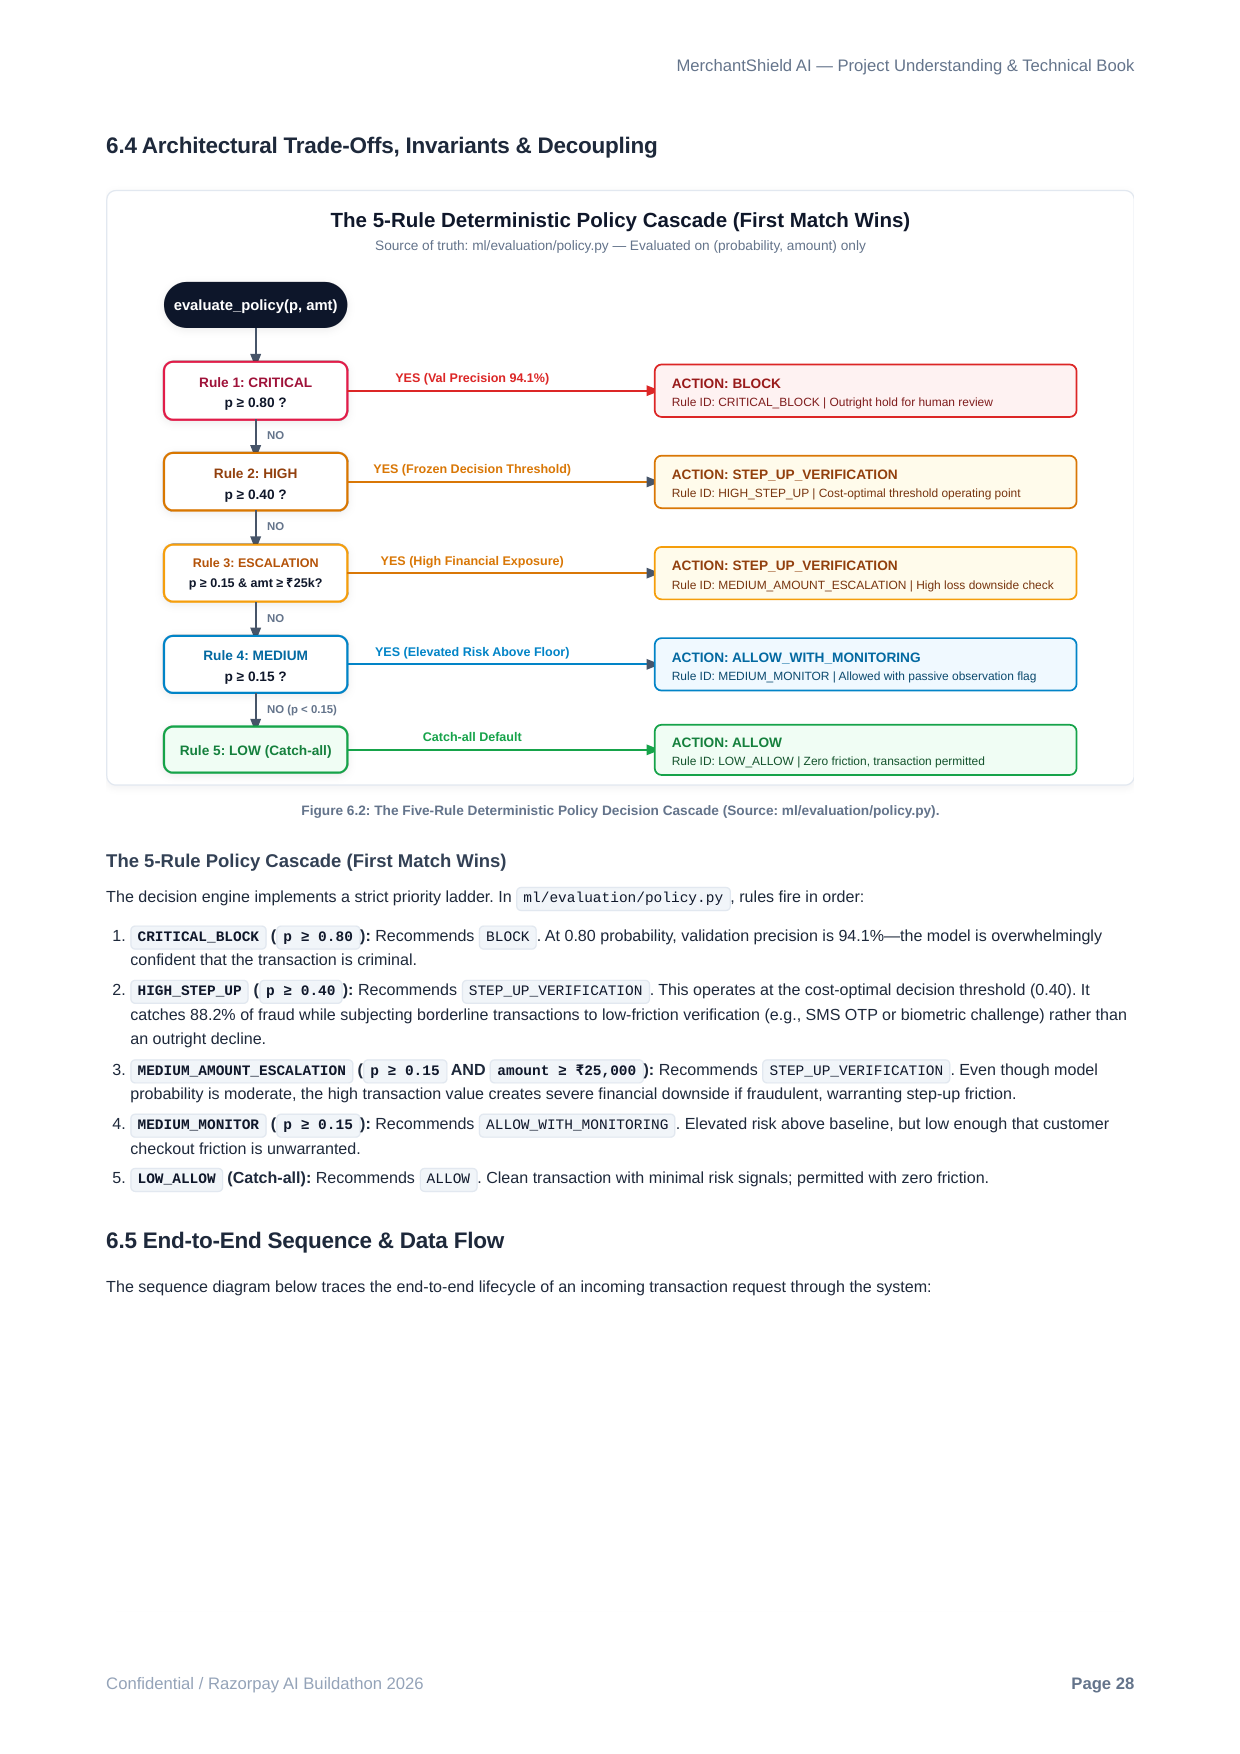 MerchantShield AI — Project Understanding & Technical Book
6.4 Architectural Trade-Offs, Invariants & Decoupling
The 5-Rule Deterministic Policy Cascade (First Match Wins)
Source of truth: ml/evaluation/policy.py — Evaluated on (probability, amount) only
evaluate_policy(p, amt)
Rule 1: CRITICAL
p ≥ 0.80 ?
YES (Val Precision 94.1%)
ACTION: BLOCK
Rule ID: CRITICAL_BLOCK | Outright hold for human review
NO
Rule 2: HIGH
p ≥ 0.40 ?
YES (Frozen Decision Threshold)
ACTION: STEP_UP_VERIFICATION
Rule ID: HIGH_STEP_UP | Cost-optimal threshold operating point
NO
Rule 3: ESCALATION
p ≥ 0.15 & amt ≥ ₹25k?
YES (High Financial Exposure)
ACTION: STEP_UP_VERIFICATION
Rule ID: MEDIUM_AMOUNT_ESCALATION | High loss downside check
NO
Rule 4: MEDIUM
p ≥ 0.15 ?
YES (Elevated Risk Above Floor)
ACTION: ALLOW_WITH_MONITORING
Rule ID: MEDIUM_MONITOR | Allowed with passive observation flag
NO (p < 0.15)
Rule 5: LOW (Catch-all)
Catch-all Default
ACTION: ALLOW
Rule ID: LOW_ALLOW | Zero friction, transaction permitted
Figure 6.2: The Five-Rule Deterministic Policy Decision Cascade (Source: ml/evaluation/policy.py).
The 5-Rule Policy Cascade (First Match Wins)
The decision engine implements a strict priority ladder. In ml/evaluation/policy.py, rules fire in order:
1. CRITICAL_BLOCK (p ≥ 0.80): Recommends BLOCK. At 0.80 probability, validation precision is 94.1%—the model is overwhelmingly
confident that the transaction is criminal.
2. HIGH_STEP_UP (p ≥ 0.40): Recommends STEP_UP_VERIFICATION. This operates at the cost-optimal decision threshold (0.40). It
catches 88.2% of fraud while subjecting borderline transactions to low-friction verification (e.g., SMS OTP or biometric challenge) rather than
an outright decline.
3. MEDIUM_AMOUNT_ESCALATION (p ≥ 0.15 AND amount ≥ ₹25,000): Recommends STEP_UP_VERIFICATION. Even though model
probability is moderate, the high transaction value creates severe financial downside if fraudulent, warranting step-up friction.
4. MEDIUM_MONITOR (p ≥ 0.15): Recommends ALLOW_WITH_MONITORING. Elevated risk above baseline, but low enough that customer
checkout friction is unwarranted.
5. LOW_ALLOW (Catch-all): Recommends ALLOW. Clean transaction with minimal risk signals; permitted with zero friction.
6.5 End-to-End Sequence & Data Flow
The sequence diagram below traces the end-to-end lifecycle of an incoming transaction request through the system:
Confidential / Razorpay AI Buildathon 2026
Page 28